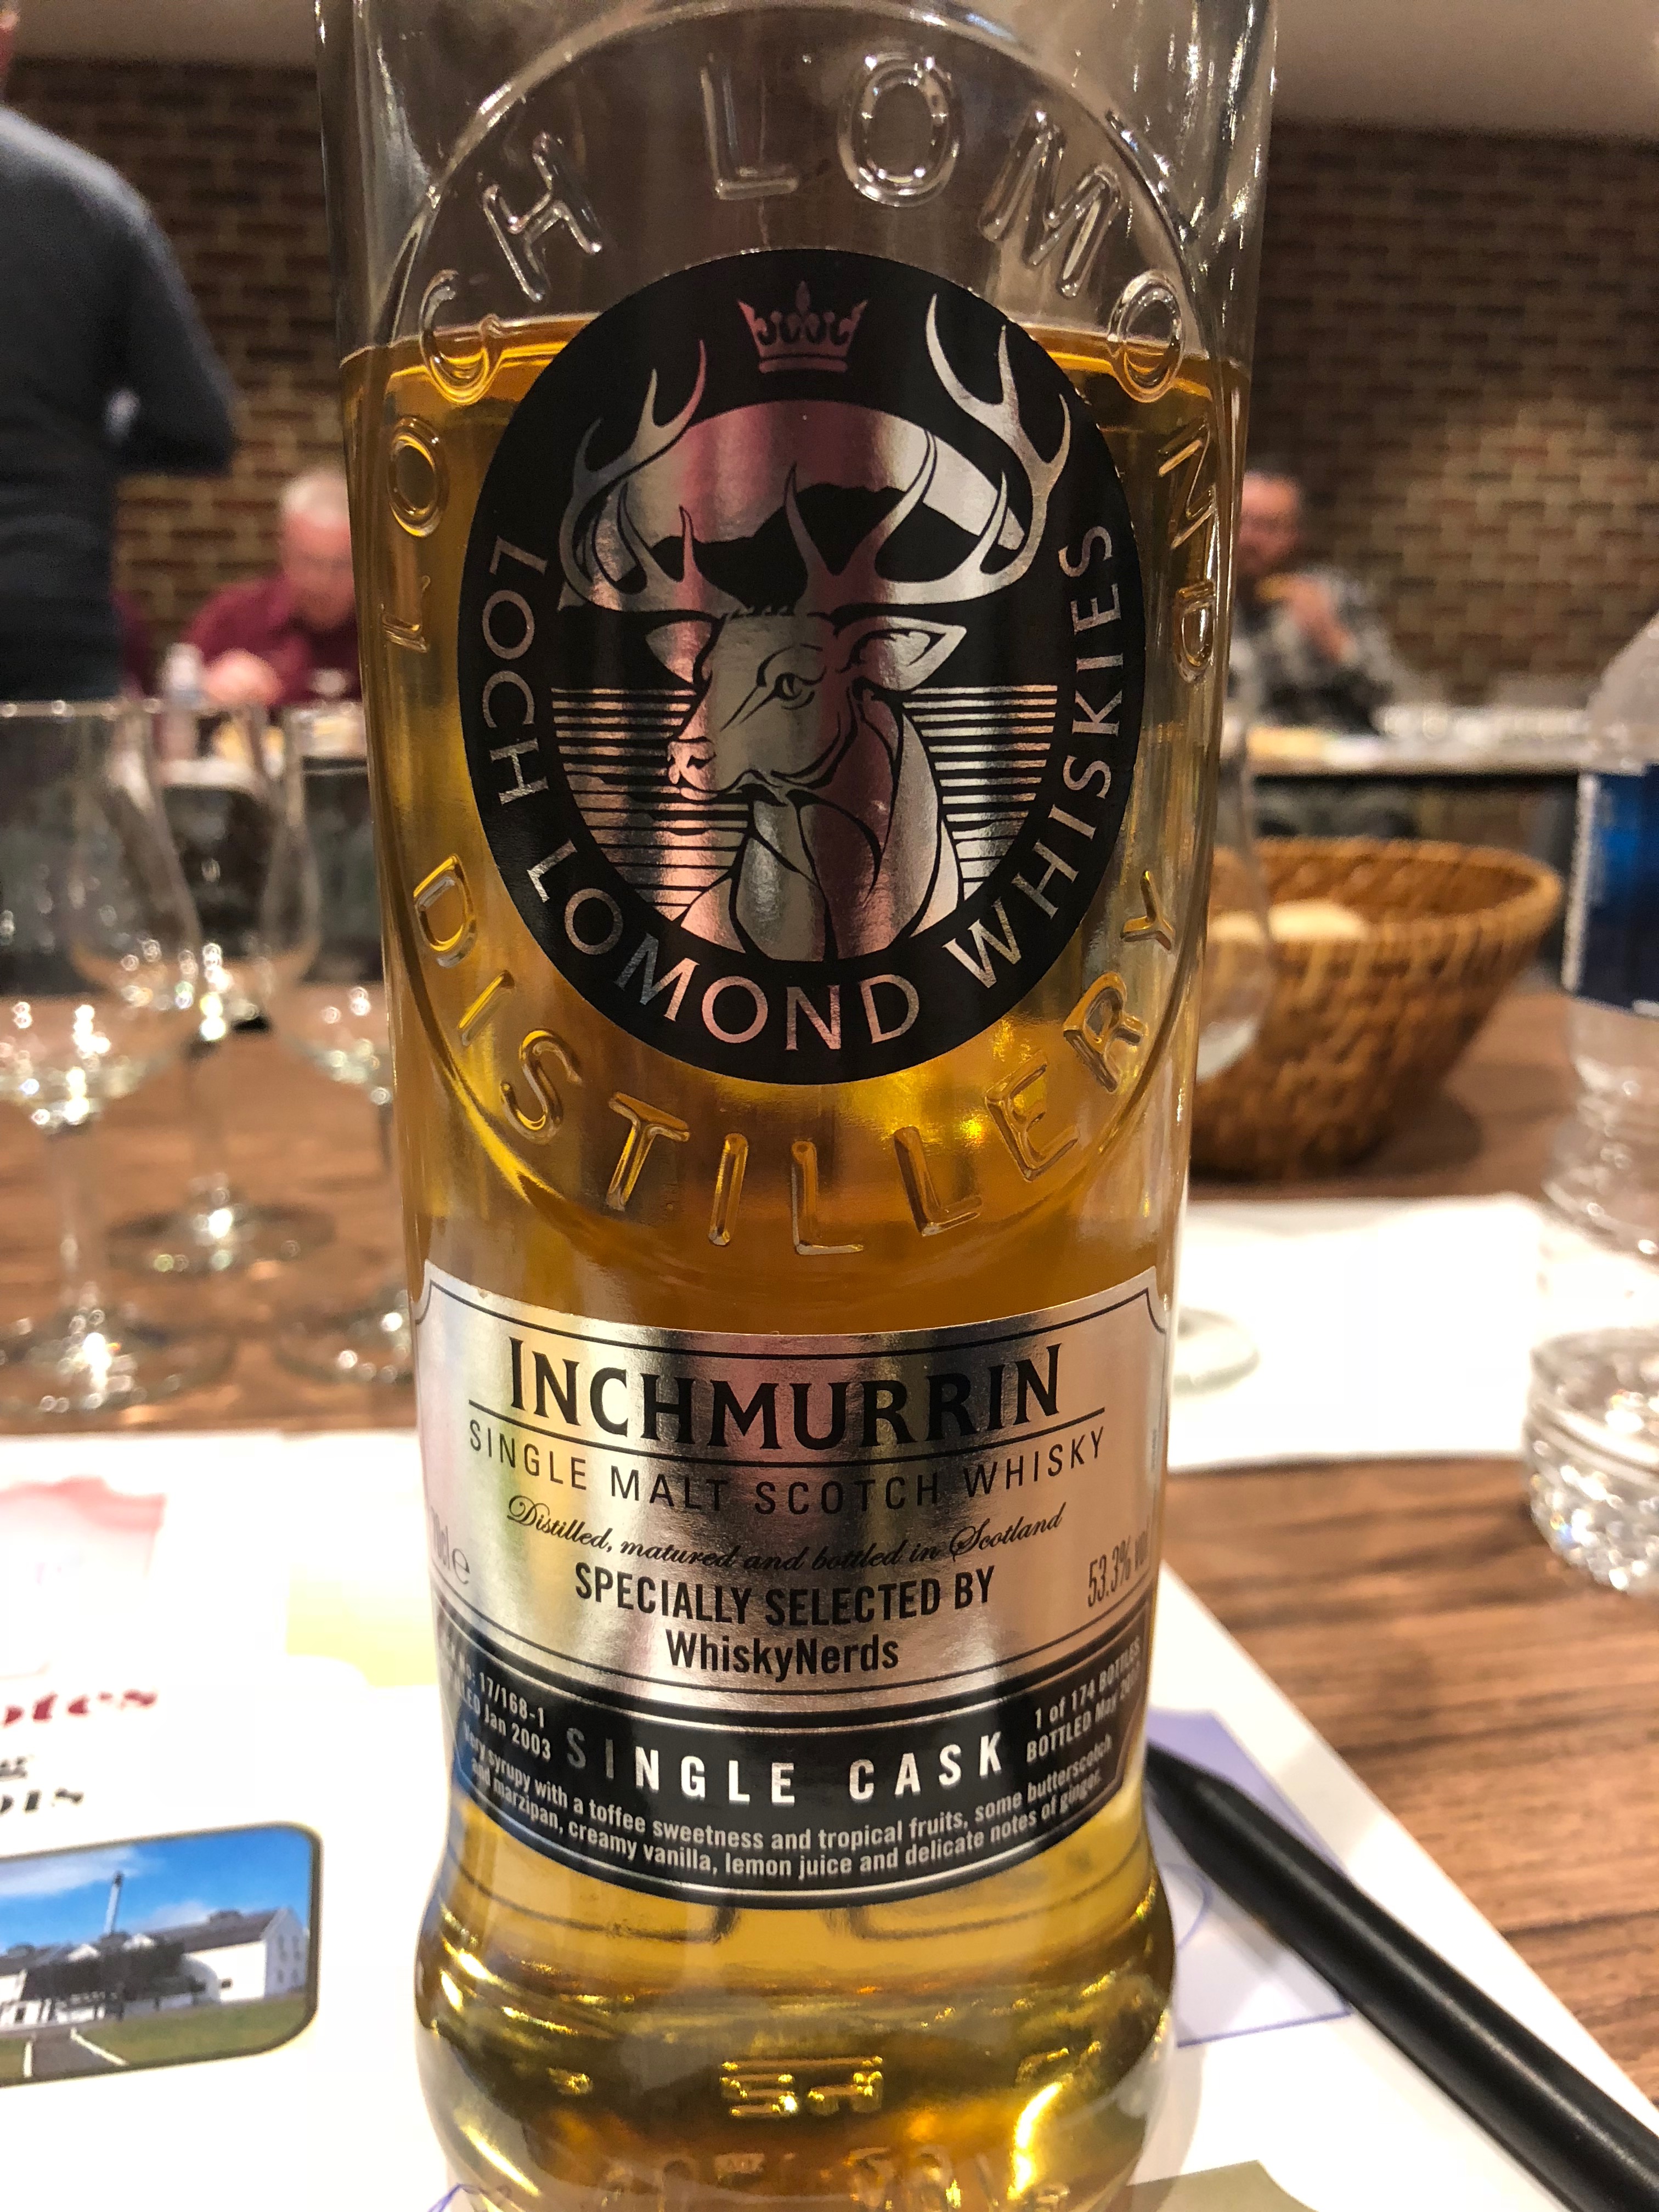 LOCH LOMOND
LOCH LOMOND WHISKIES
DISTILLERY
INCHMURRIN
SINGLE MALT SCOTCH WHISKY
Distilled, matured and bottled in Scotland
SPECIALLY SELECTED BY
WhiskyNerds
53.3%
17/168-1
Jan 2003
SINGLE CASK
1 of 174 BOTTLES
BOTTLED May
Very syrupy with a toffee sweetness and tropical fruits, some butterscotch
and marzipan, creamy vanilla, lemon juice and delicate notes of ginger.